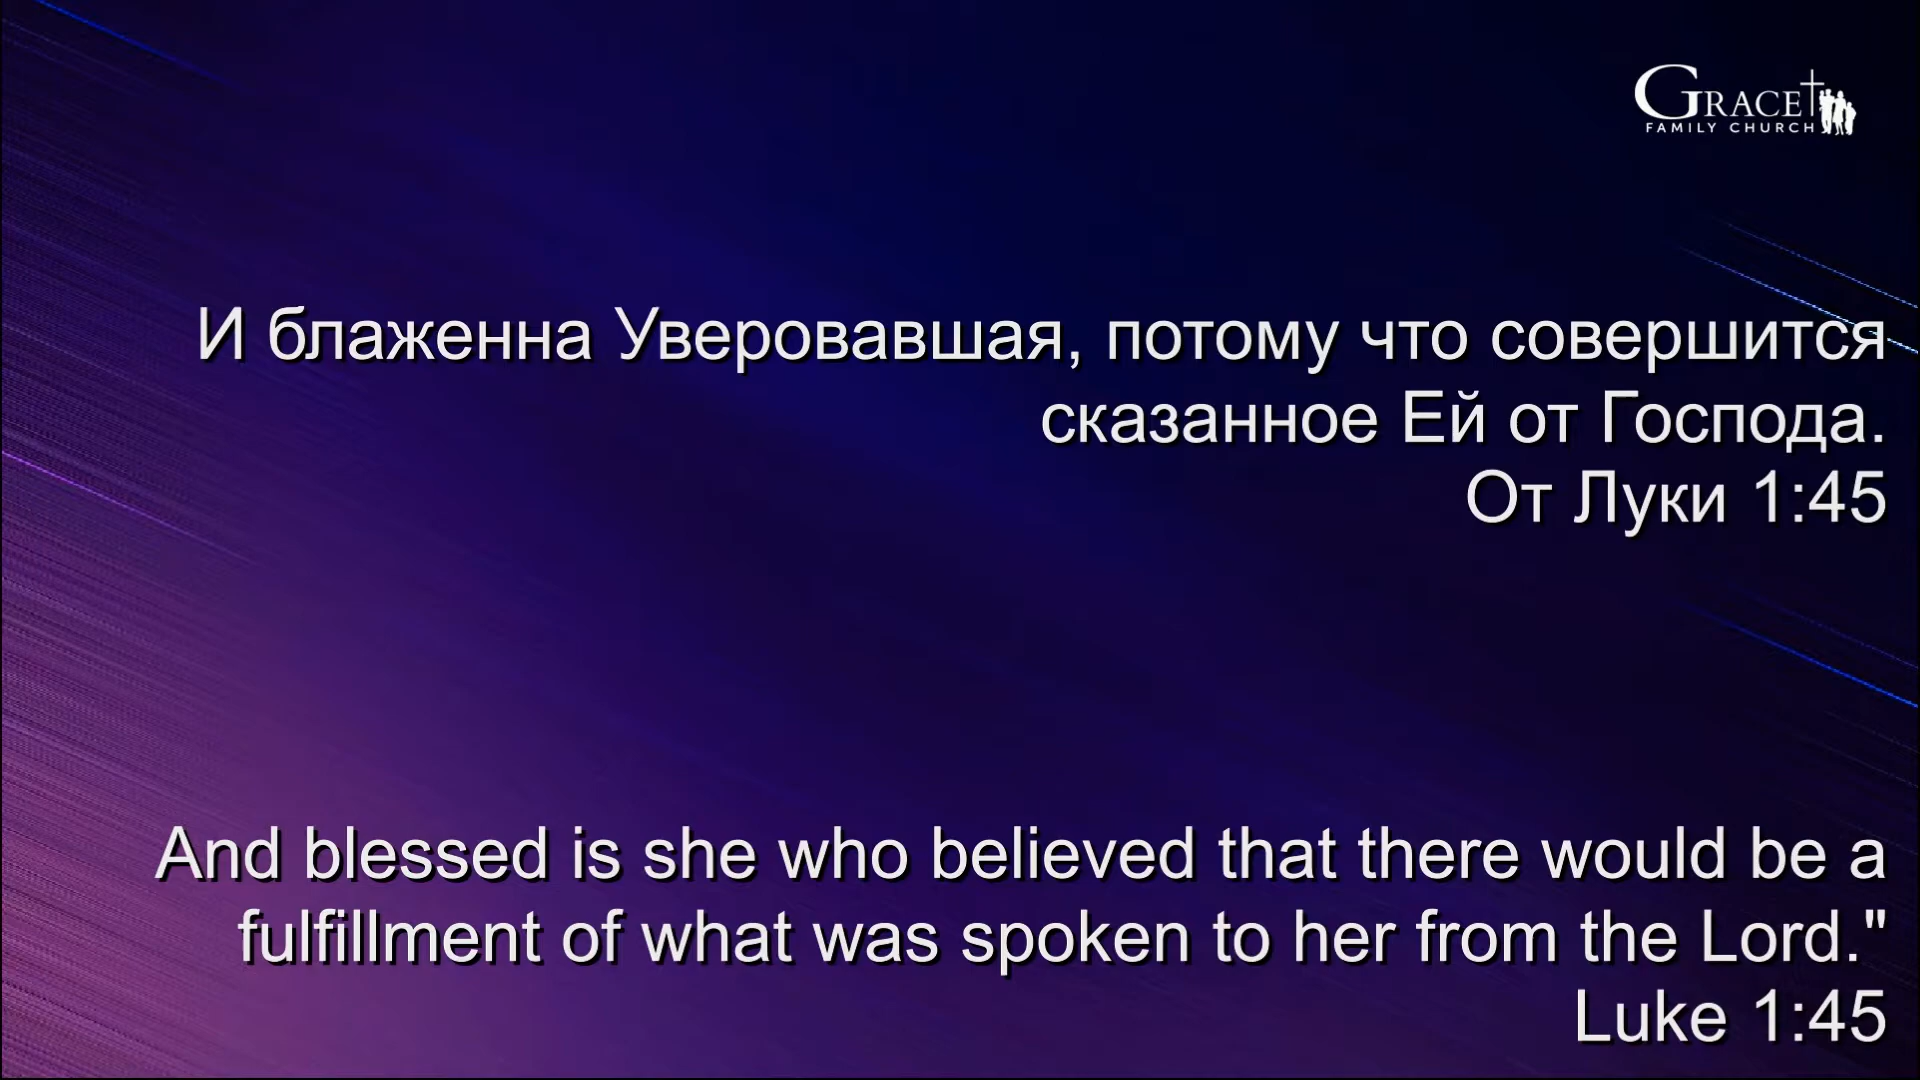 GRACE
FAMILY CHURCH
И блаженна Уверовавшая, потому что совершится
сказанное Ей от Господа.
От Луки 1:45
And blessed is she who believed that there would be a
fulfillment of what was spoken to her from the Lord."
Luke 1:45